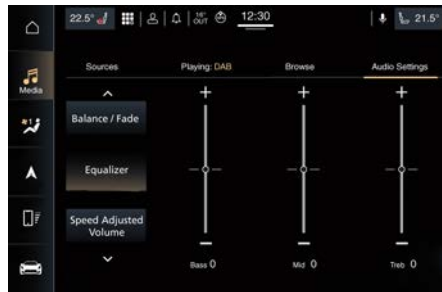 22.5°
16°
OUT
12:30
21.5°
Sources
Playing: DAB
Browse
Audio Settings
Media
Balance / Fade
Equalizer
Speed Adjusted
Volume
Bass 0
Mid 0
Treb 0